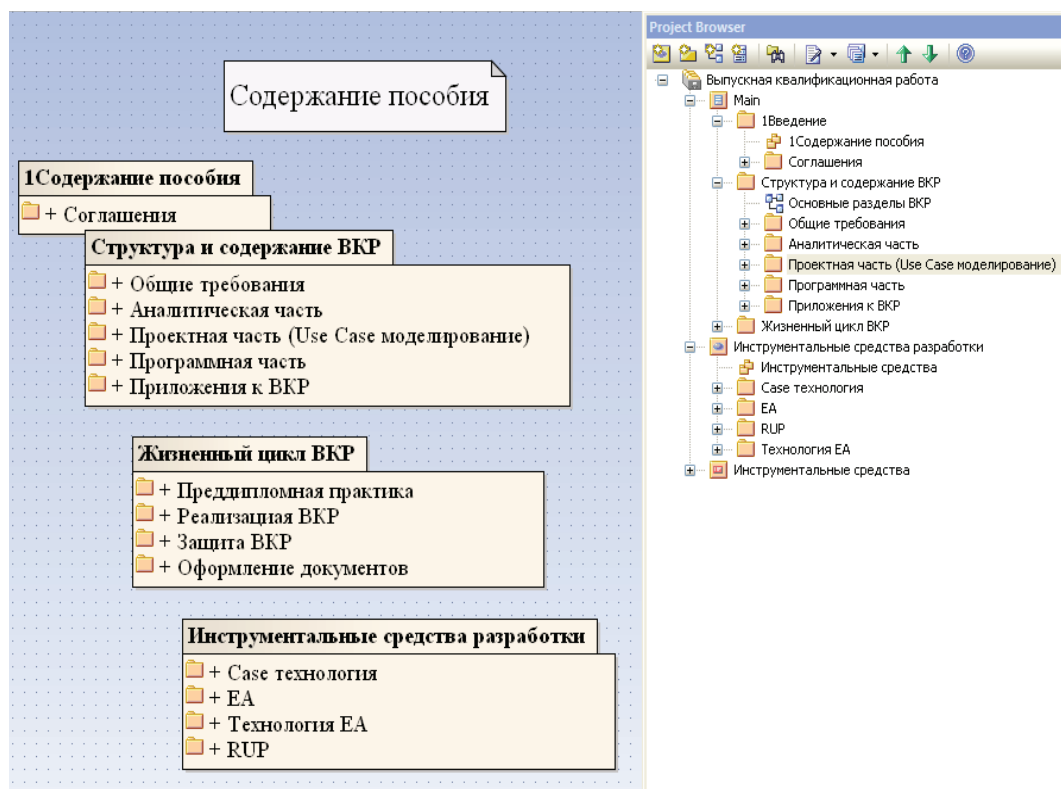 Содержание пособия
1Содержание пособия
+ Соглашения
Структура и содержание ВКР
+ Общие требования
+ Аналитическая часть
+ Проектная часть (Use Case моделирование)
+ Программная часть
+ Приложения к ВКР
Жизненный цикл ВКР
+ Преддипломная практика
+ Реализациая ВКР
+ Защита ВКР
+ Оформление документов
Инструментальные средства разработки
+ Case технология
+ EA
+ Технология EA
+ RUP
Project Browser
Выпускная квалификационная работа
Main
1Введение
1Содержание пособия
Соглашения
Структура и содержание ВКР
Основные разделы ВКР
Общие требования
Аналитическая часть
Проектная часть (Use Case моделирование)
Программная часть
Приложения к ВКР
Жизненный цикл ВКР
Инструментальные средства разработки
Инструментальные средства
Case технология
EA
RUP
Технология EA
Инструментальные средства